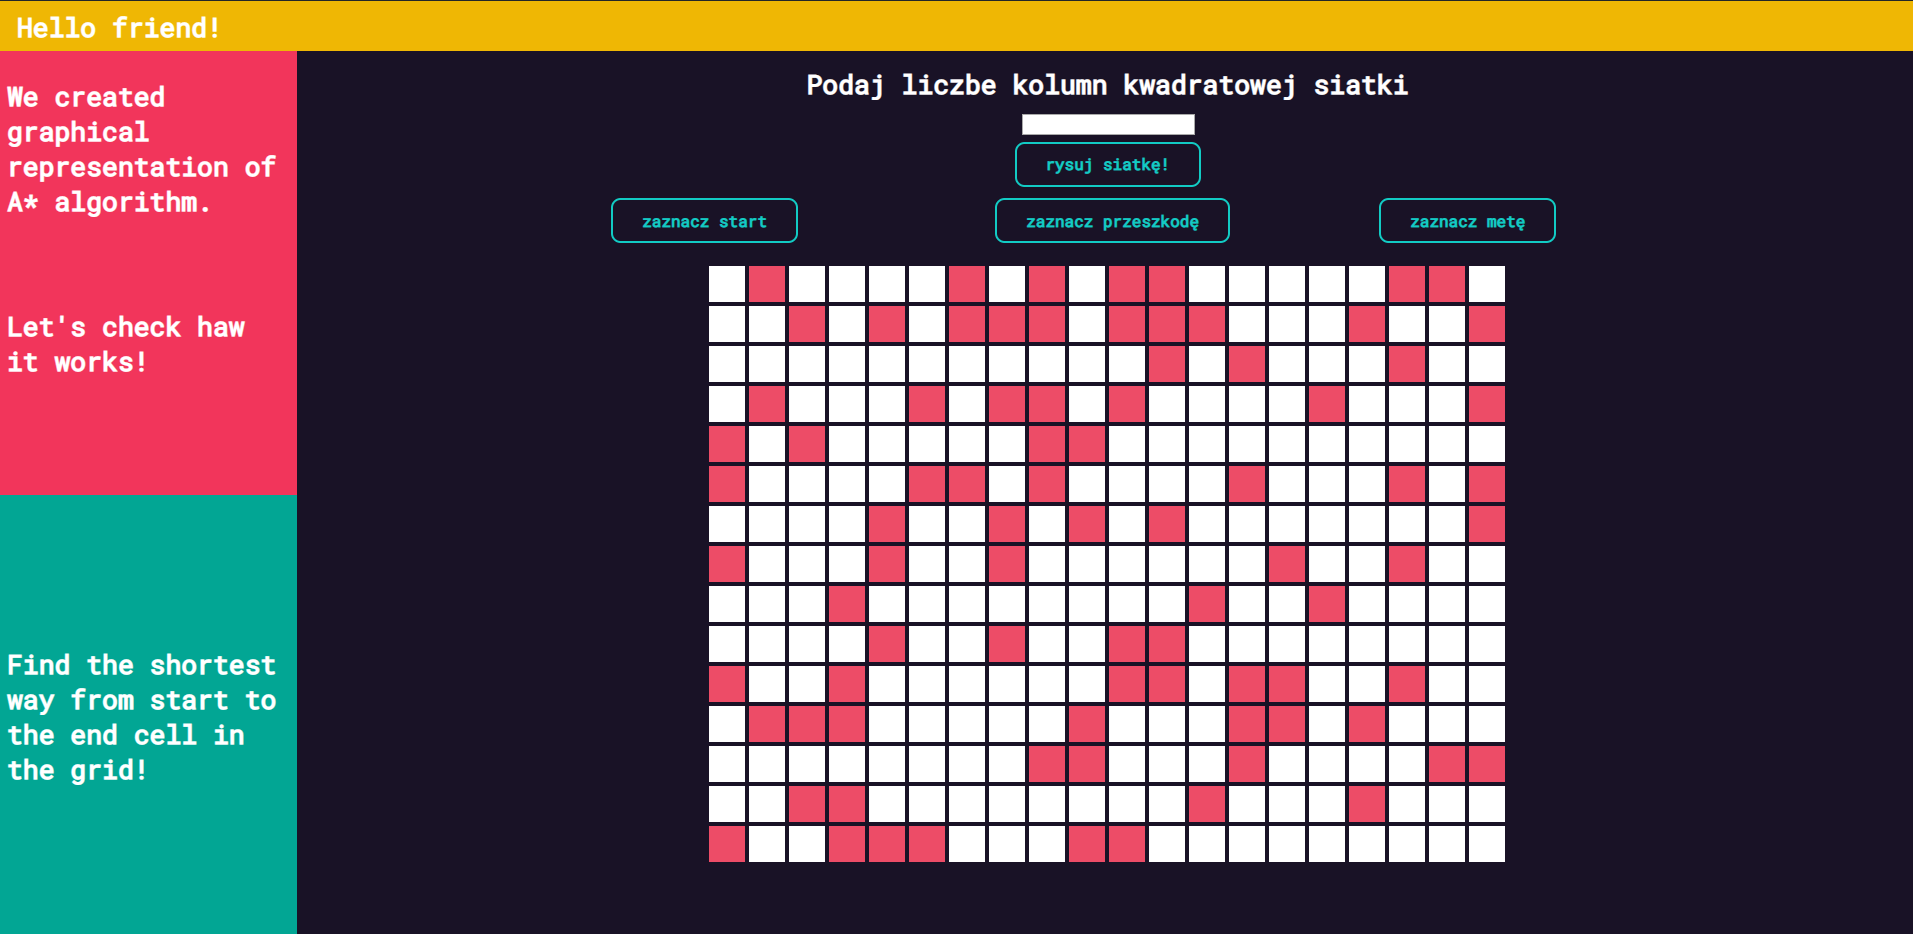 Hello friend!
We created
graphical
representation of
A* algorithm.
Let's check haw
it works!
Find the shortest
way from start to
the end cell in
the grid!
Podaj liczbe kolumn kwadratowej siatki
rysuj siatkę!
zaznacz start
zaznacz przeszkodę
zaznacz metę